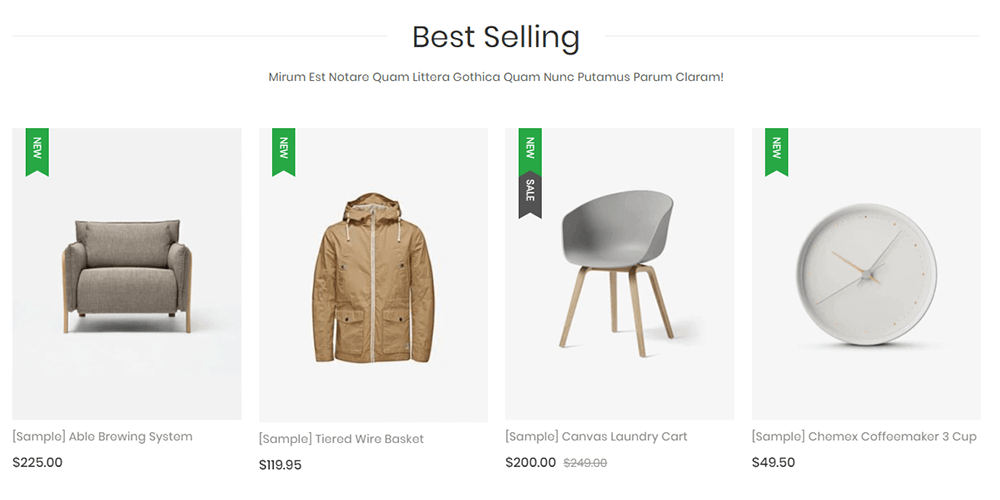 Best Selling
Mirum Est Notare Quam Littera Gothica Quam Nunc Putamus Parum Claram!
NEW
NEW
NEW
SALE
NEW
[Sample] Able Brewing System
$225.00
[Sample] Tiered Wire Basket
$119.95
[Sample] Canvas Laundry Cart
$200.00 $249.00
[Sample] Chemex Coffeemaker 3 Cup
$49.50